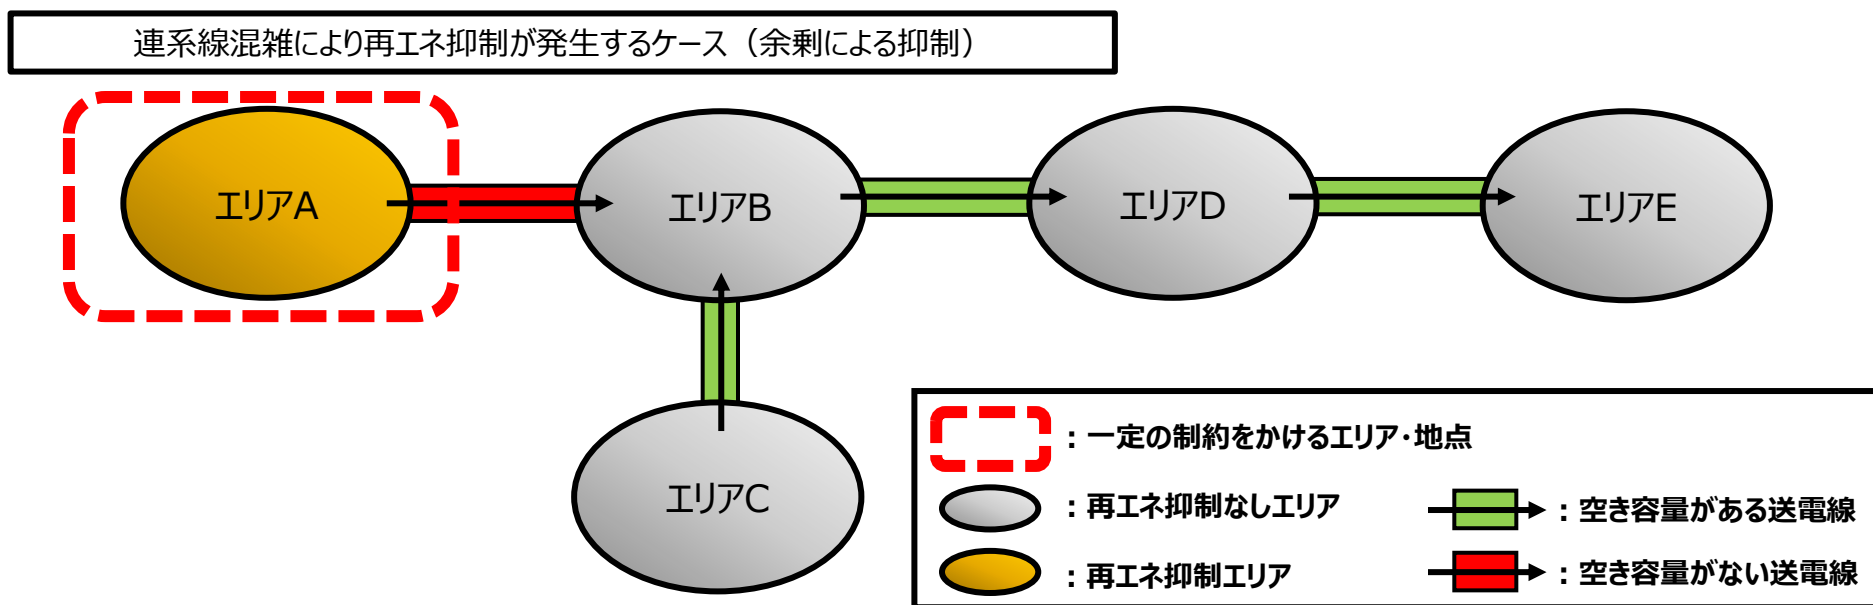 連系線混雑により再エネ抑制が発生するケース（余剰による抑制）
エリアA
エリアB
エリアD
エリアE
エリアC
：一定の制約をかけるエリア・地点
：再エネ抑制なしエリア
：空き容量がある送電線
：再エネ抑制エリア
：空き容量がない送電線